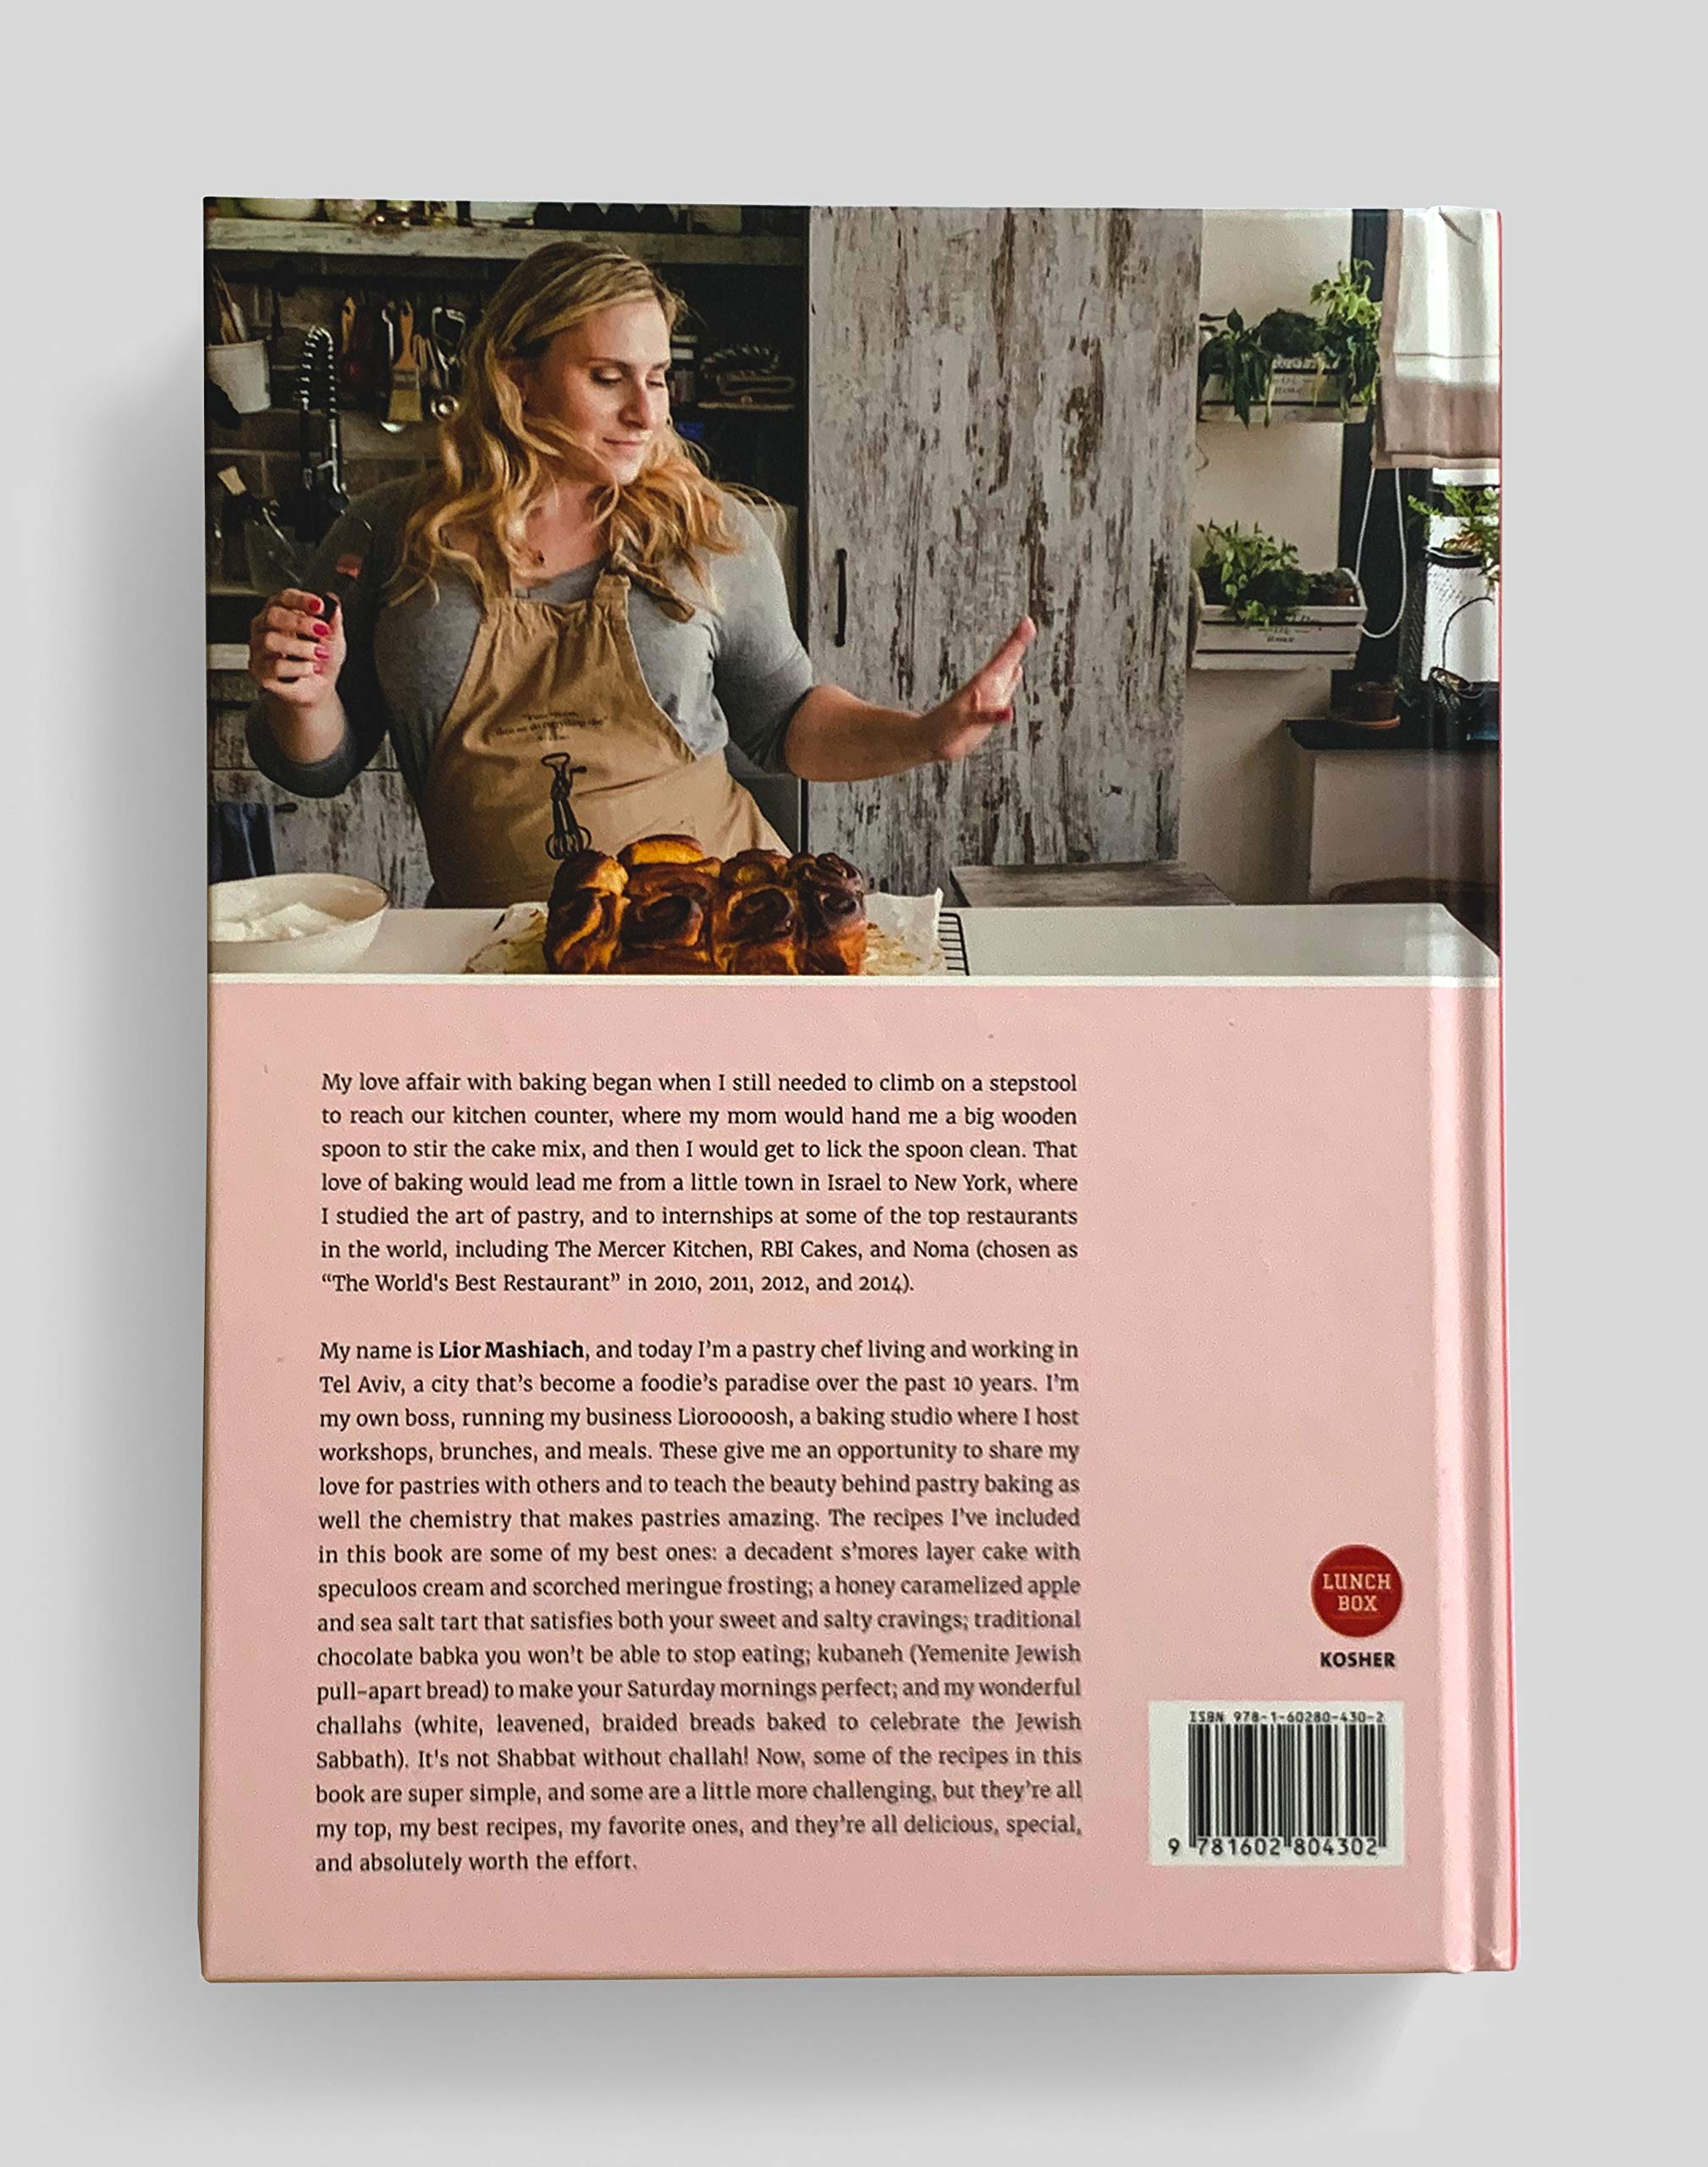 My love affair with baking began when I still needed to climb on a stepstool
to reach our kitchen counter, where my mom would hand me a big wooden
spoon to stir the cake mix, and then I would get to lick the spoon clean. That
love of baking would lead me from a little town in Israel to New York, where
I studied the art of pastry, and to internships at some of the top restaurants
in the world, including The Mercer Kitchen, RBI Cakes, and Noma (chosen as
“The World's Best Restaurant” in 2010, 2011, 2012, and 2014).
My name is Lior Mashiach, and today I’m a pastry chef living and working in
Tel Aviv, a city that’s become a foodie’s paradise over the past 10 years. I’m
my own boss, running my business Lioroooosh, a baking studio where I host
workshops, brunches, and meals. These give me an opportunity to share my
love for pastries with others and to teach the beauty behind pastry baking as
well the chemistry that makes pastries amazing. The recipes I’ve included
in this book are some of my best ones: a decadent s’mores layer cake with
speculoos cream and scorched meringue frosting; a honey caramelized apple
and sea salt tart that satisfies both your sweet and salty cravings; traditional
chocolate babka you won’t be able to stop eating; kubaneh (Yemenite Jewish
pull-apart bread) to make your Saturday mornings perfect; and my wonderful
challahs (white, leavened, braided breads baked to celebrate the Jewish
Sabbath). It's not Shabbat without challah! Now, some of the recipes in this
book are super simple, and some are a little more challenging, but they’re all
my top, my best recipes, my favorite ones, and they’re all delicious, special,
and absolutely worth the effort.
LUNCH
BOX
KOSHER
ISBN 978-1-60280-430-2
9 781602 804302